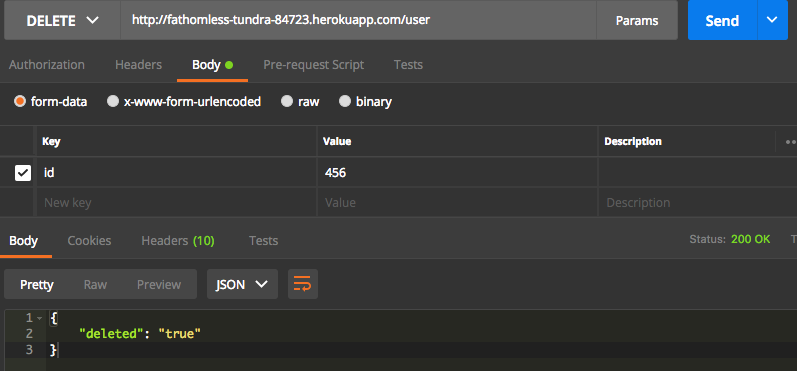 DELETE http://fathomless-tundra-84723.herokuapp.com/user Params Send
Authorization Headers Body Pre-request Script Tests
form-data x-www-form-urlencoded raw binary
Key Value Description
id 456
New key Value Description
Body Cookies Headers (10) Tests Status: 200 OK T
Pretty Raw Preview JSON
1 {
2 "deleted": "true"
3 }